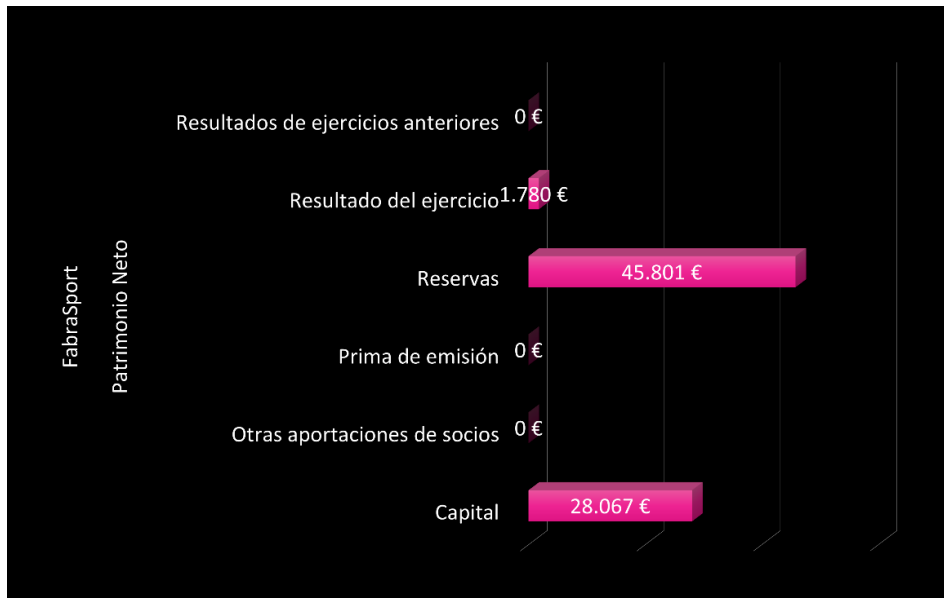 Resultados de ejercicios anteriores 0 €
Resultado del ejercicio 1.780 €
Reservas 45.801 €
Prima de emisión 0 €
Otras aportaciones de socios 0 €
Capital 28.067 €
FabraSport
Patrimonio Neto